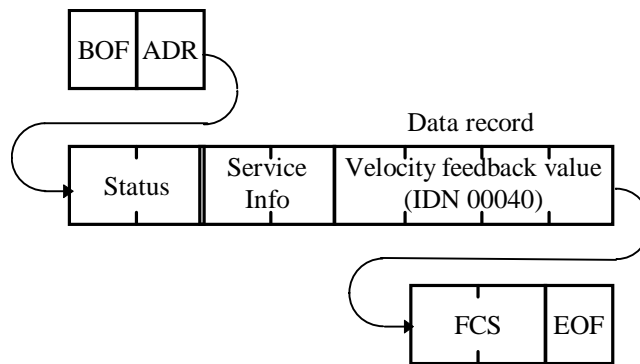 BOF ADR
Data record
Status
Service
Info
Velocity feedback value
(IDN 00040)
FCS EOF